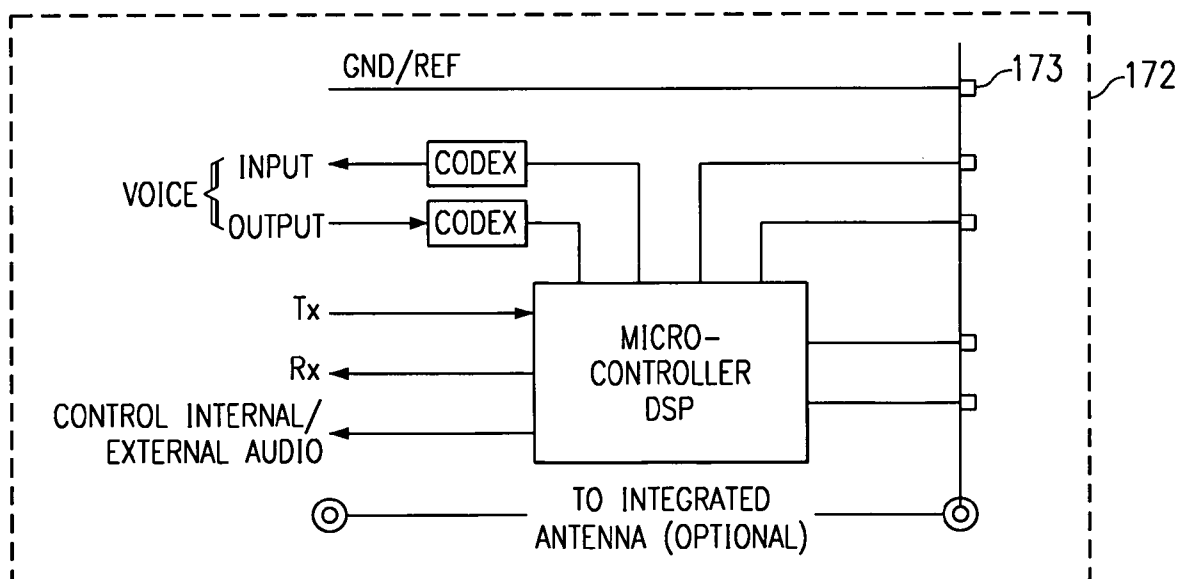 GND/REF
173
172
INPUT
CODEX
VOICE
OUTPUT
CODEX
Tx
Rx
MICRO-
CONTROLLER
DSP
CONTROL INTERNAL/
EXTERNAL AUDIO
TO INTEGRATED
ANTENNA (OPTIONAL)